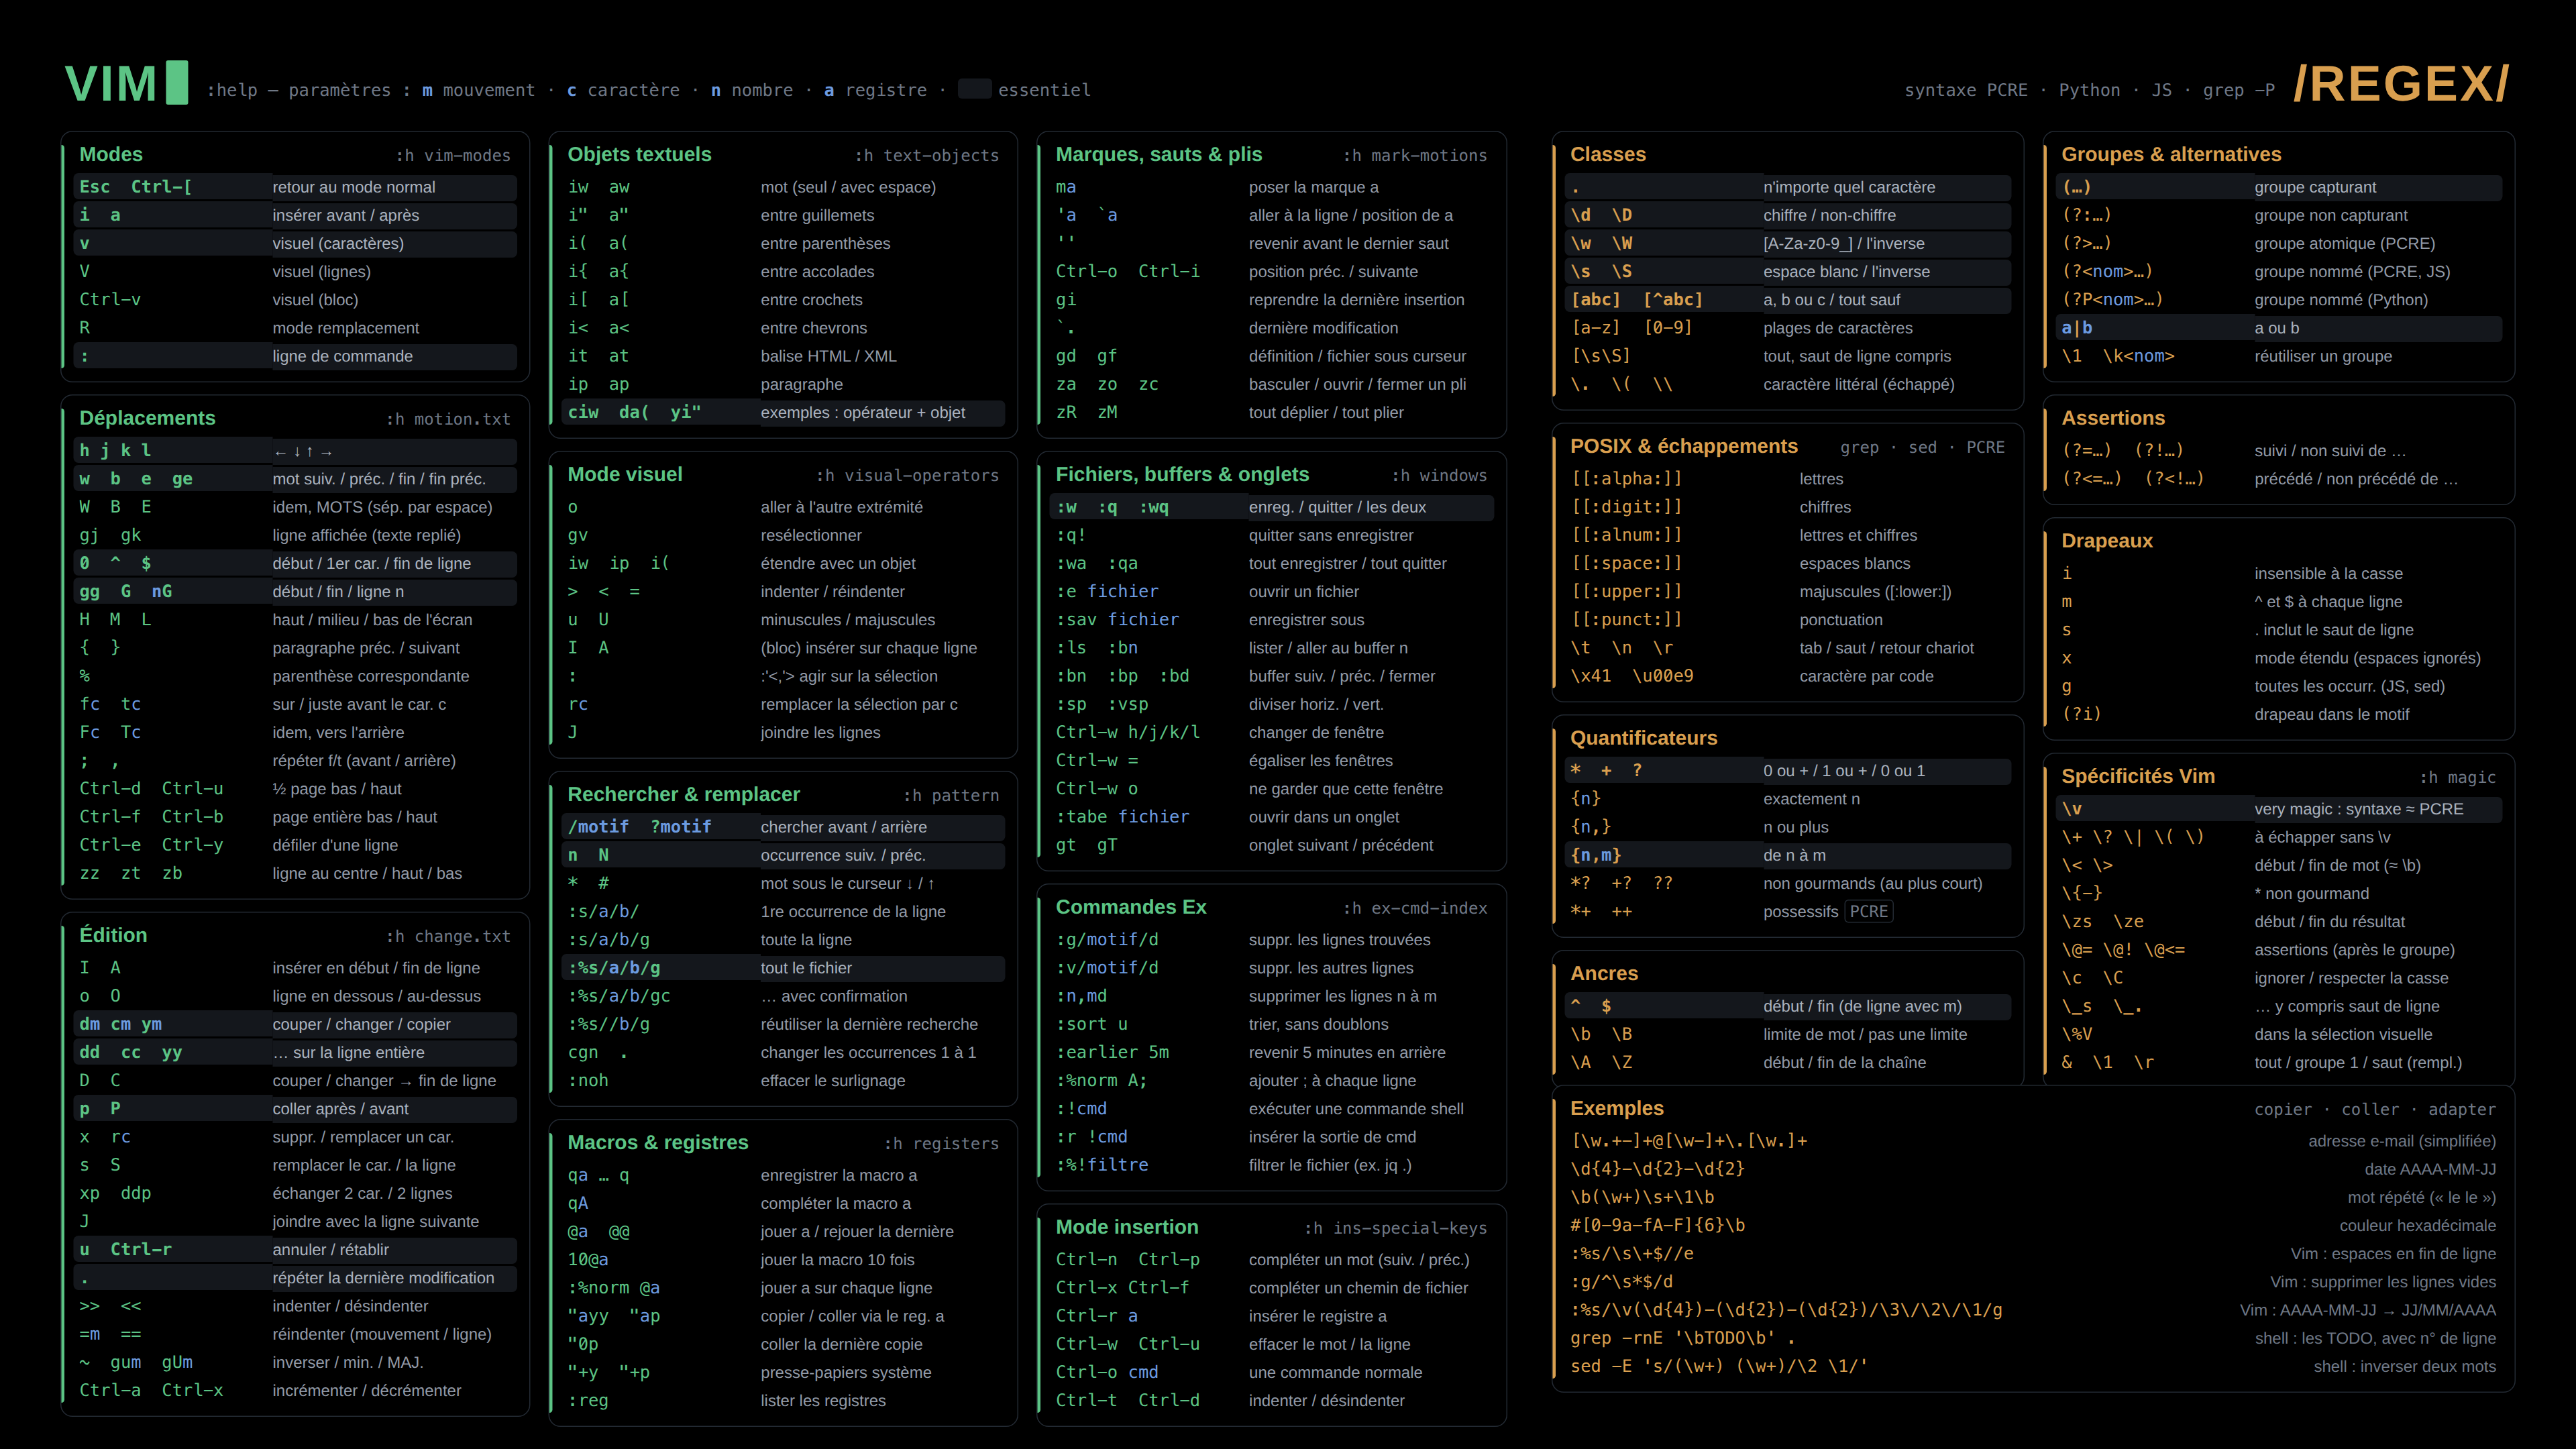 VIM
:help – paramètres : m mouvement · c caractère · n nombre · a registre · essentiel
syntaxe PCRE · Python · JS · grep −P /REGEX/
Modes :h vim−modes
Esc Ctrl−[ retour au mode normal
i a insérer avant / après
v visuel (caractères)
V visuel (lignes)
Ctrl−v visuel (bloc)
R mode remplacement
: ligne de commande
Déplacements :h motion.txt
h j k l ← ↓ ↑ →
w b e ge mot suiv. / préc. / fin / fin préc.
W B E idem, MOTS (sép. par espace)
gj gk ligne affichée (texte replié)
0 ^ $ début / 1er car. / fin de ligne
gg G nG début / fin / ligne n
H M L haut / milieu / bas de l'écran
{ } paragraphe préc. / suivant
% parenthèse correspondante
fc tc sur / juste avant le car. c
Fc Tc idem, vers l'arrière
; , répéter f/t (avant / arrière)
Ctrl−d Ctrl−u ½ page bas / haut
Ctrl−f Ctrl−b page entière bas / haut
Ctrl−e Ctrl−y défiler d'une ligne
zz zt zb ligne au centre / haut / bas
Édition :h change.txt
I A insérer en début / fin de ligne
o O ligne en dessous / au-dessus
dm cm ym couper / changer / copier
dd cc yy … sur la ligne entière
D C couper / changer → fin de ligne
p P coller après / avant
x rc suppr. / remplacer un car.
s S remplacer le car. / la ligne
xp ddp échanger 2 car. / 2 lignes
J joindre avec la ligne suivante
u Ctrl−r annuler / rétablir
. répéter la dernière modification
>> << indenter / désindenter
=m == réindenter (mouvement / ligne)
~ gum gUm inverser / min. / MAJ.
Ctrl−a Ctrl−x incrémenter / décrémenter
Objets textuels :h text−objects
iw aw mot (seul / avec espace)
i" a" entre guillemets
i( a( entre parenthèses
i{ a{ entre accolades
i[ a[ entre crochets
i< a< entre chevrons
it at balise HTML / XML
ip ap paragraphe
ciw da( yi" exemples : opérateur + objet
Mode visuel :h visual−operators
o aller à l'autre extrémité
gv resélectionner
iw ip i( étendre avec un objet
> < = indenter / réindenter
u U minuscules / majuscules
I A (bloc) insérer sur chaque ligne
: :'<,'> agir sur la sélection
rc remplacer la sélection par c
J joindre les lignes
Rechercher & remplacer :h pattern
/motif ?motif chercher avant / arrière
n N occurrence suiv. / préc.
* # mot sous le curseur ↓ / ↑
:s/a/b/ 1re occurrence de la ligne
:s/a/b/g toute la ligne
:%s/a/b/g tout le fichier
:%s/a/b/gc … avec confirmation
:%s//b/g réutiliser la dernière recherche
cgn . changer les occurrences 1 à 1
:noh effacer le surlignage
Macros & registres :h registers
qa … q enregistrer la macro a
qA compléter la macro a
@a @@ jouer a / rejouer la dernière
10@a jouer la macro 10 fois
:%norm @a jouer a sur chaque ligne
"ayy "ap copier / coller via le reg. a
"0p coller la dernière copie
"+y "+p presse-papiers système
:reg lister les registres
Marques, sauts & plis :h mark−motions
ma poser la marque a
'a `a aller à la ligne / position de a
'' revenir avant le dernier saut
Ctrl−o Ctrl−i position préc. / suivante
gi reprendre la dernière insertion
`. dernière modification
gd gf définition / fichier sous curseur
za zo zc basculer / ouvrir / fermer un pli
zR zM tout déplier / tout plier
Fichiers, buffers & onglets :h windows
:w :q :wq enreg. / quitter / les deux
:q! quitter sans enregistrer
:wa :qa tout enregistrer / tout quitter
:e fichier ouvrir un fichier
:sav fichier enregistrer sous
:ls :bn lister / aller au buffer n
:bn :bp :bd buffer suiv. / préc. / fermer
:sp :vsp diviser horiz. / vert.
Ctrl−w h/j/k/l changer de fenêtre
Ctrl−w = égaliser les fenêtres
Ctrl−w o ne garder que cette fenêtre
:tabe fichier ouvrir dans un onglet
gt gT onglet suivant / précédent
Commandes Ex :h ex−cmd−index
:g/motif/d suppr. les lignes trouvées
:v/motif/d suppr. les autres lignes
:n,md supprimer les lignes n à m
:sort u trier, sans doublons
:earlier 5m revenir 5 minutes en arrière
:%norm A; ajouter ; à chaque ligne
:!cmd exécuter une commande shell
:r !cmd insérer la sortie de cmd
:%!filtre filtrer le fichier (ex. jq .)
Mode insertion :h ins−special−keys
Ctrl−n Ctrl−p compléter un mot (suiv. / préc.)
Ctrl−x Ctrl−f compléter un chemin de fichier
Ctrl−r a insérer le registre a
Ctrl−w Ctrl−u effacer le mot / la ligne
Ctrl−o cmd une commande normale
Ctrl−t Ctrl−d indenter / désindenter
Classes
. n'importe quel caractère
\d \D chiffre / non-chiffre
\w \W [A-Za-z0-9_] / l'inverse
\s \S espace blanc / l'inverse
[abc] [^abc] a, b ou c / tout sauf
[a−z] [0−9] plages de caractères
[\s\S] tout, saut de ligne compris
\. \( \\ caractère littéral (échappé)
POSIX & échappements grep · sed · PCRE
[[:alpha:]] lettres
[[:digit:]] chiffres
[[:alnum:]] lettres et chiffres
[[:space:]] espaces blancs
[[:upper:]] majuscules ([:lower:])
[[:punct:]] ponctuation
\t \n \r tab / saut / retour chariot
\x41 \u00e9 caractère par code
Quantificateurs
* + ? 0 ou + / 1 ou + / 0 ou 1
{n} exactement n
{n,} n ou plus
{n,m} de n à m
*? +? ?? non gourmands (au plus court)
*+ ++ possessifs PCRE
Ancres
^ $ début / fin (de ligne avec m)
\b \B limite de mot / pas une limite
\A \Z début / fin de la chaîne
Groupes & alternatives
(…) groupe capturant
(?:…) groupe non capturant
(?>…) groupe atomique (PCRE)
(?<nom>…) groupe nommé (PCRE, JS)
(?P<nom>…) groupe nommé (Python)
a|b a ou b
\1 \k<nom> réutiliser un groupe
Assertions
(?=…) (?!…) suivi / non suivi de …
(?<=…) (?<!…) précédé / non précédé de …
Drapeaux
i insensible à la casse
m ^ et $ à chaque ligne
s . inclut le saut de ligne
x mode étendu (espaces ignorés)
g toutes les occurr. (JS, sed)
(?i) drapeau dans le motif
Spécificités Vim :h magic
\v very magic : syntaxe ≈ PCRE
\+ \? \| \( \) à échapper sans \v
\< \> début / fin de mot (≈ \b)
\{−} * non gourmand
\zs \ze début / fin du résultat
\@= \@! \@<= assertions (après le groupe)
\c \C ignorer / respecter la casse
\_s \_. … y compris saut de ligne
\%V dans la sélection visuelle
& \1 \r tout / groupe 1 / saut (rempl.)
Exemples copier · coller · adapter
[\w.+−]+@[\w−]+\.[\w.]+ adresse e-mail (simplifiée)
\d{4}−\d{2}−\d{2} date AAAA-MM-JJ
\b(\w+)\s+\1\b mot répété (« le le »)
#[0−9a−fA−F]{6}\b couleur hexadécimale
:%s/\s\+$//e Vim : espaces en fin de ligne
:g/^\s*$/d Vim : supprimer les lignes vides
:%s/\v(\d{4})−(\d{2})−(\d{2})/\3\/\2\/\1/g Vim : AAAA-MM-JJ → JJ/MM/AAAA
grep −rnE '\bTODO\b' . shell : les TODO, avec n° de ligne
sed −E 's/(\w+) (\w+)/\2 \1/' shell : inverser deux mots